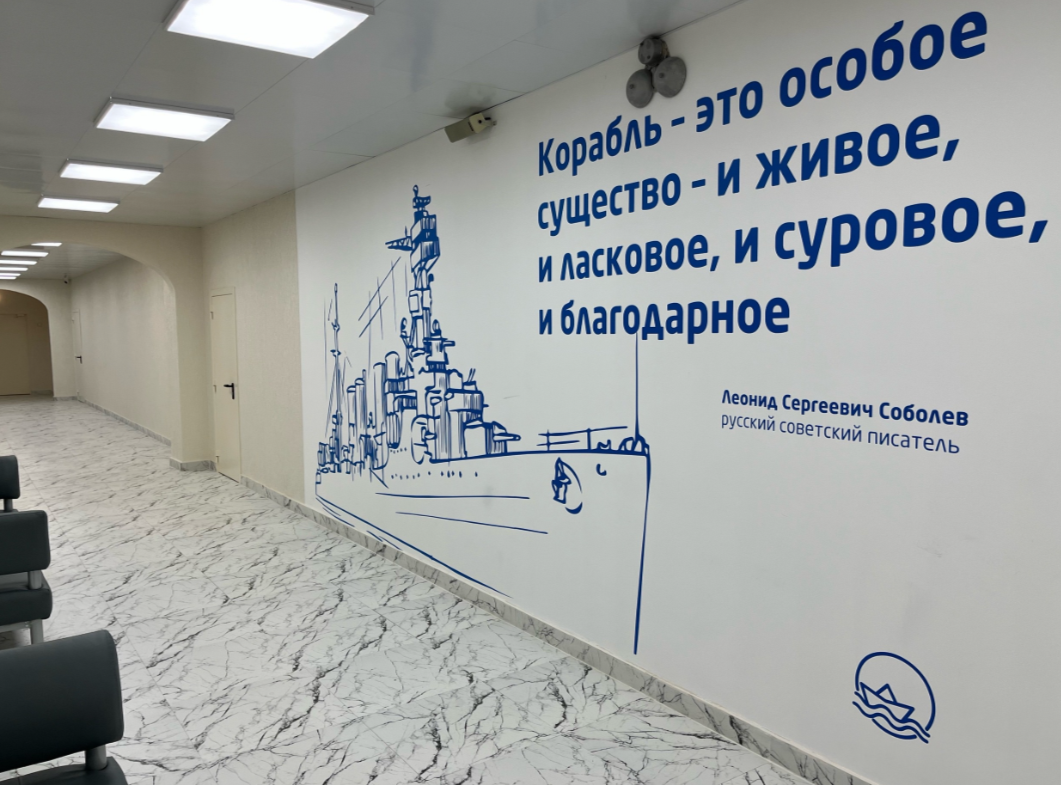 Корабль - это особое
существо - и живое,
и ласковое, и суровое,
и благодарное
Леонид Сергеевич Соболев
русский советский писатель